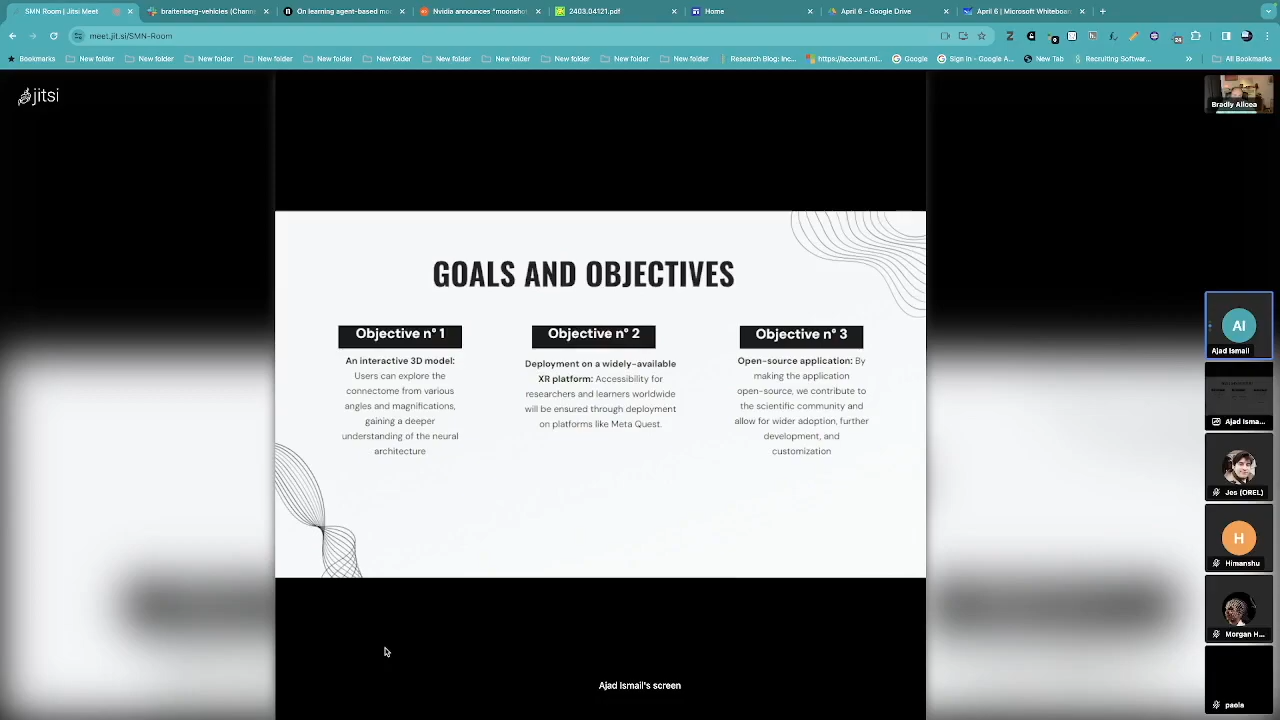 SMN Room | Jitsi Meet
braitenberg-vehicles (Chann
On learning agent-based mo
Nvidia announces "moonshot
2403.04121.pdf
Home
April 6 - Google Drive
April 6 | Microsoft Whiteboar
meet.jit.si/SMN-Room
Bookmarks New folder New folder New folder New folder New folder New folder New folder New folder New folder New folder New folder Research Blog: Inc... https://account.ml... Google Sign in - Google A... New Tab Recruiting Softwar... » All Bookmarks
jitsi
Bradly Alicea
GOALS AND OBJECTIVES
Objective n° 1
An interactive 3D model:
Users can explore the
connectome from various
angles and magnifications,
gaining a deeper
understanding of the neural
architecture
Objective n° 2
Deployment on a widely-available
XR platform: Accessibility for
researchers and learners worldwide
will be ensured through deployment
on platforms like Meta Quest.
Objective n° 3
Open-source application: By
making the application
open-source, we contribute to
the scientific community and
allow for wider adoption, further
development, and
customization
AI
Ajad Ismail
Ajad Isma...
Jes (OREL)
H
Himanshu
Morgan H...
paola
Ajad Ismail's screen